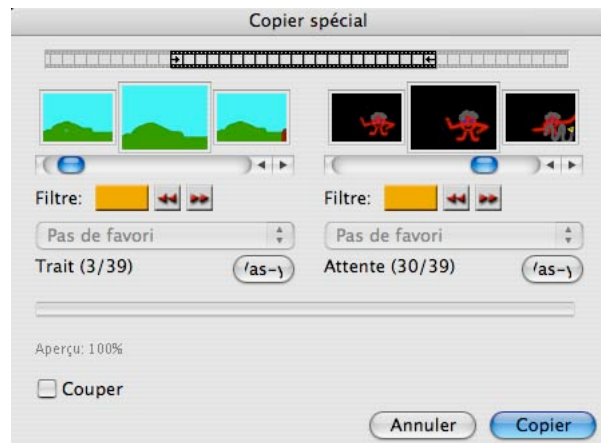 Copier spécial
Filtre: Filtre:
Pas de favori Pas de favori
Trait (3/39) Attente (30/39)
Aperçu: 100%
Couper
Annuler Copier